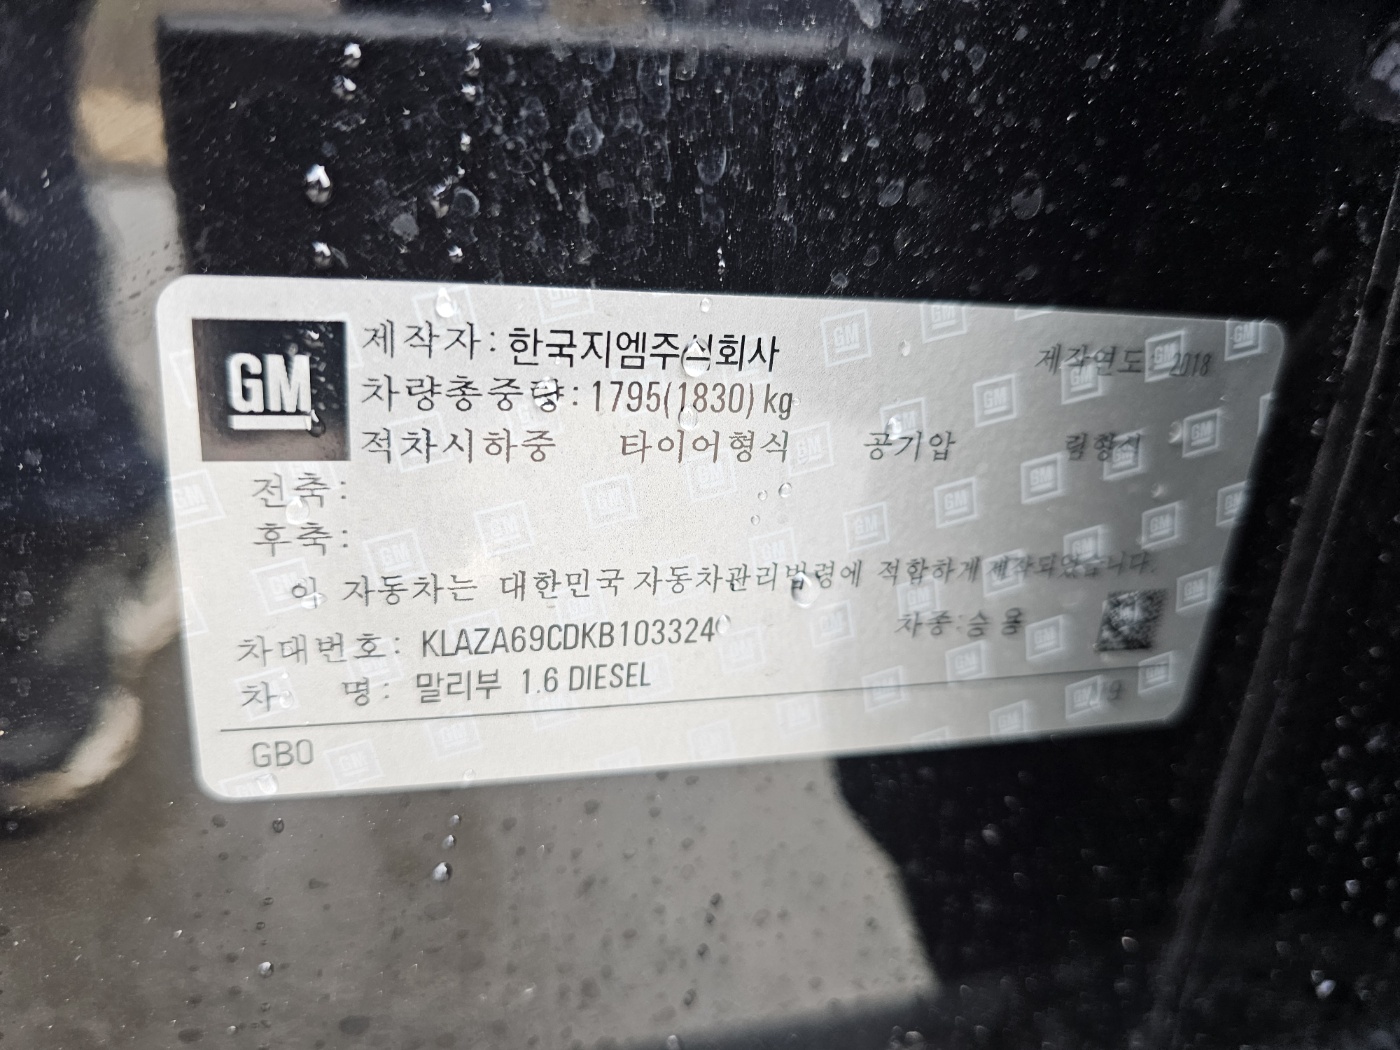 GM
제작자: 한국지엠주식회사 제작연도: 2018
차량총중량: 1795(1830) kg
적차시하중 타이어형식 공기압 림형식
전축:
후축:
이 자동차는 대한민국 자동차관리법령에 적합하게 제작되었습니다.
차대번호: KLAZA69CDKB103324 차종:승용
차 명: 말리부 1.6 DIESEL
GB0